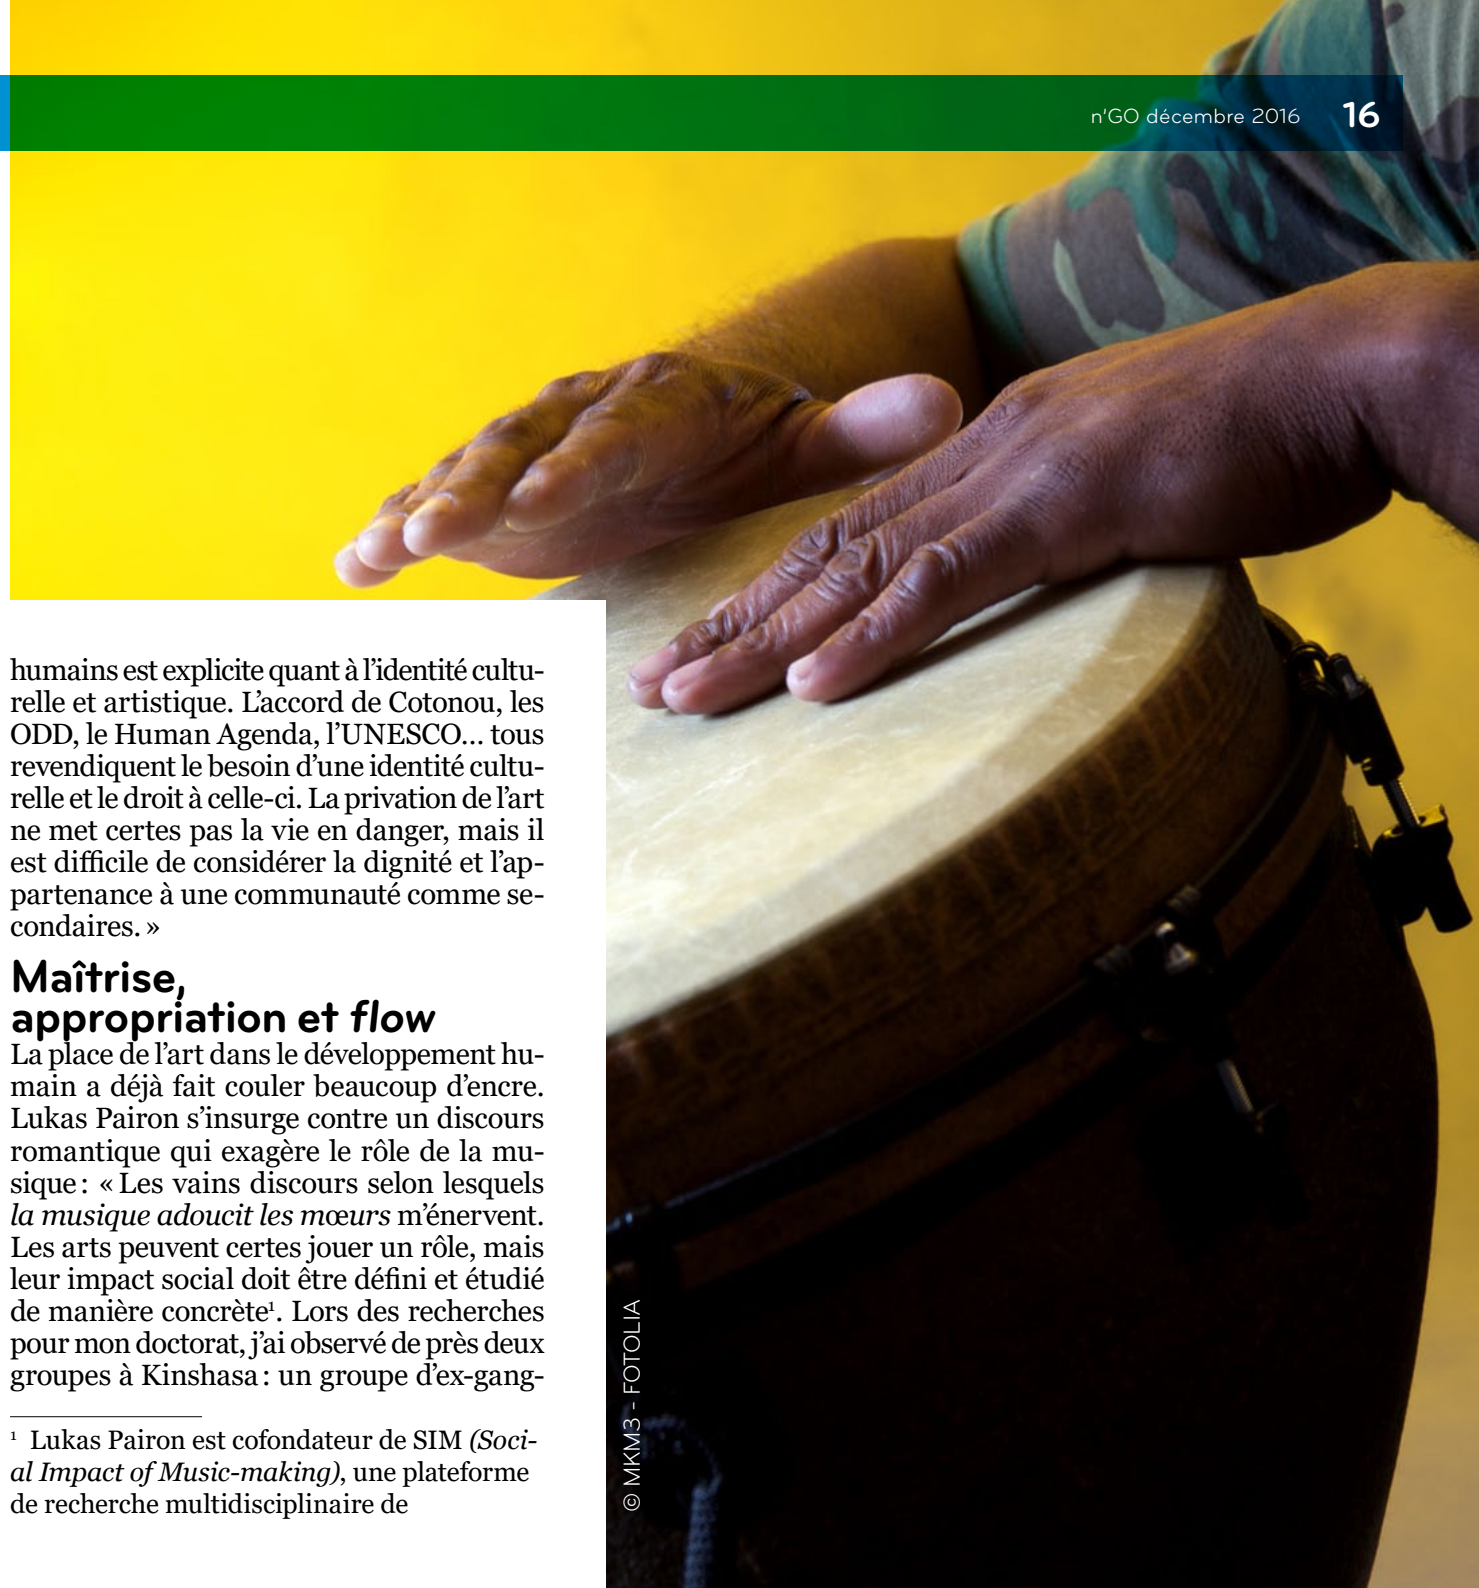 n'GO décembre 2016 16
humains est explicite quant à l'identité cultu-
relle et artistique. L'accord de Cotonou, les
ODD, le Human Agenda, l'UNESCO… tous
revendiquent le besoin d'une identité cultu-
relle et le droit à celle-ci. La privation de l'art
ne met certes pas la vie en danger, mais il
est difficile de considérer la dignité et l'ap-
partenance à une communauté comme se-
condaires. »
Maîtrise,
appropriation et flow
La place de l'art dans le développement hu-
main a déjà fait couler beaucoup d'encre.
Lukas Pairon s'insurge contre un discours
romantique qui exagère le rôle de la mu-
sique : « Les vains discours selon lesquels
la musique adoucit les mœurs m'énervent.
Les arts peuvent certes jouer un rôle, mais
leur impact social doit être défini et étudié
de manière concrète¹. Lors des recherches
pour mon doctorat, j'ai observé de près deux
groupes à Kinshasa : un groupe d'ex-gang-
¹ Lukas Pairon est cofondateur de SIM (Soci-
al Impact of Music-making), une plateforme
de recherche multidisciplinaire de
© MKM3 - FOTOLIA